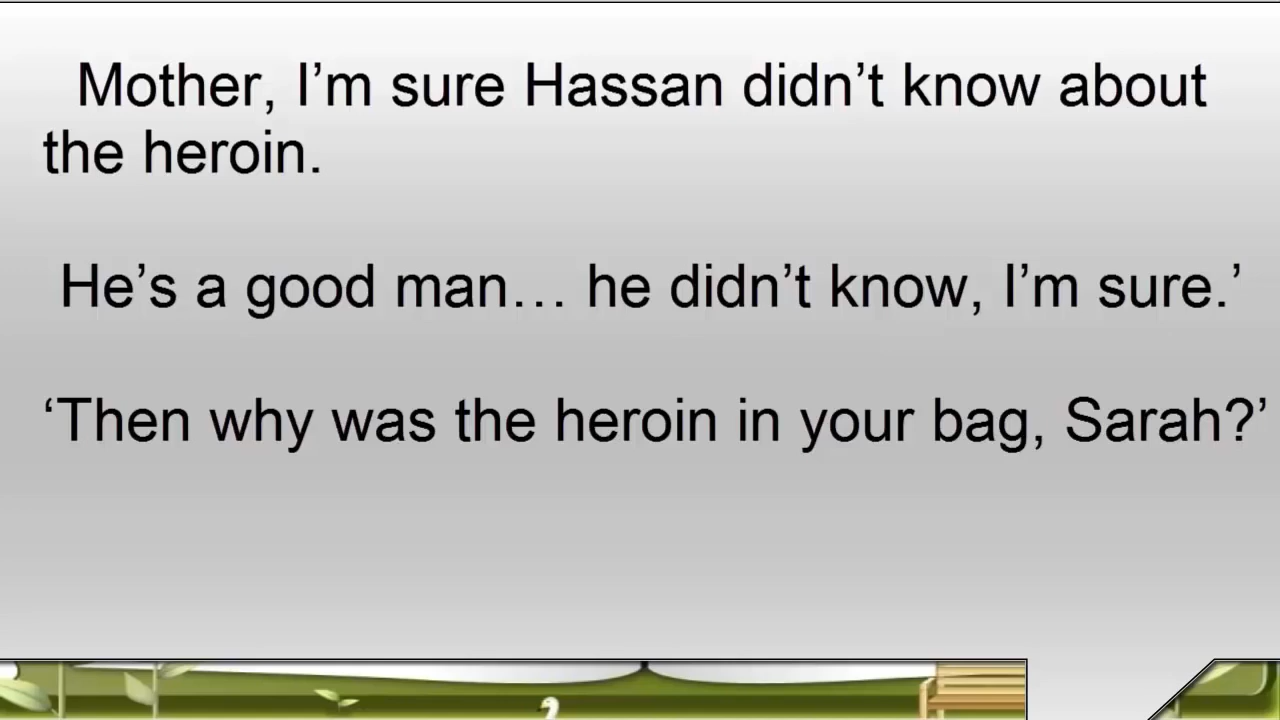 Mother, I’m sure Hassan didn’t know about
the heroin.
He’s a good man… he didn’t know, I’m sure.’
‘Then why was the heroin in your bag, Sarah?’